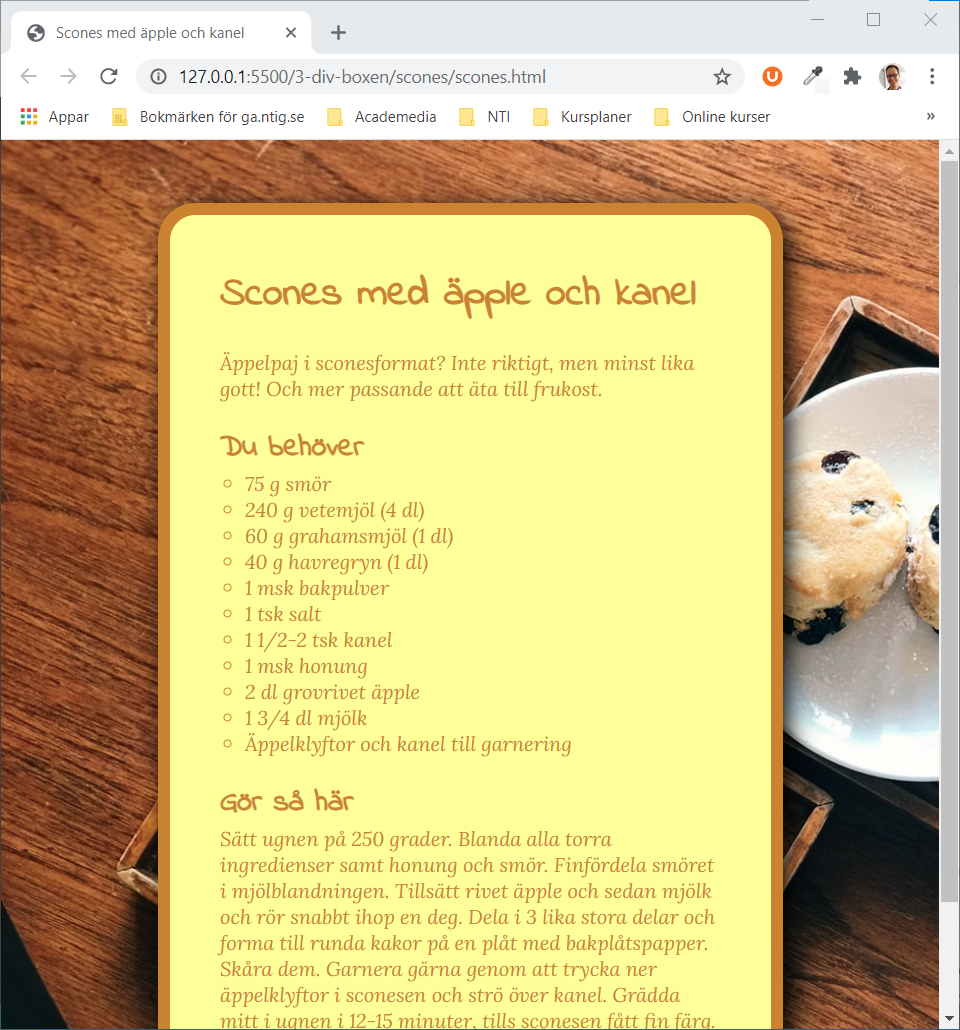 Scones med äpple och kanel
127.0.0.1:5500/3-div-boxen/scones/scones.html
Appar Bokmärken för ga.ntig.se Academedia NTI Kursplaner Online kurser »
Scones med äpple och kanel
Äppelpaj i sconesformat? Inte riktigt, men minst lika
gott! Och mer passande att äta till frukost.
Du behöver
75 g smör
240 g vetemjöl (4 dl)
60 g grahamsmjöl (1 dl)
40 g havregryn (1 dl)
1 msk bakpulver
1 tsk salt
1 1/2-2 tsk kanel
1 msk honung
2 dl grovrivet äpple
1 3/4 dl mjölk
Äppelklyftor och kanel till garnering
Gör så här
Sätt ugnen på 250 grader. Blanda alla torra
ingredienser samt honung och smör. Finfördela smöret
i mjölblandningen. Tillsätt rivet äpple och sedan mjölk
och rör snabbt ihop en deg. Dela i 3 lika stora delar och
forma till runda kakor på en plåt med bakplåtspapper.
Skåra dem. Garnera gärna genom att trycka ner
äppelklyftor i sconesen och strö över kanel. Grädda
mitt i ugnen i 12-15 minuter, tills sconesen fått fin färg.